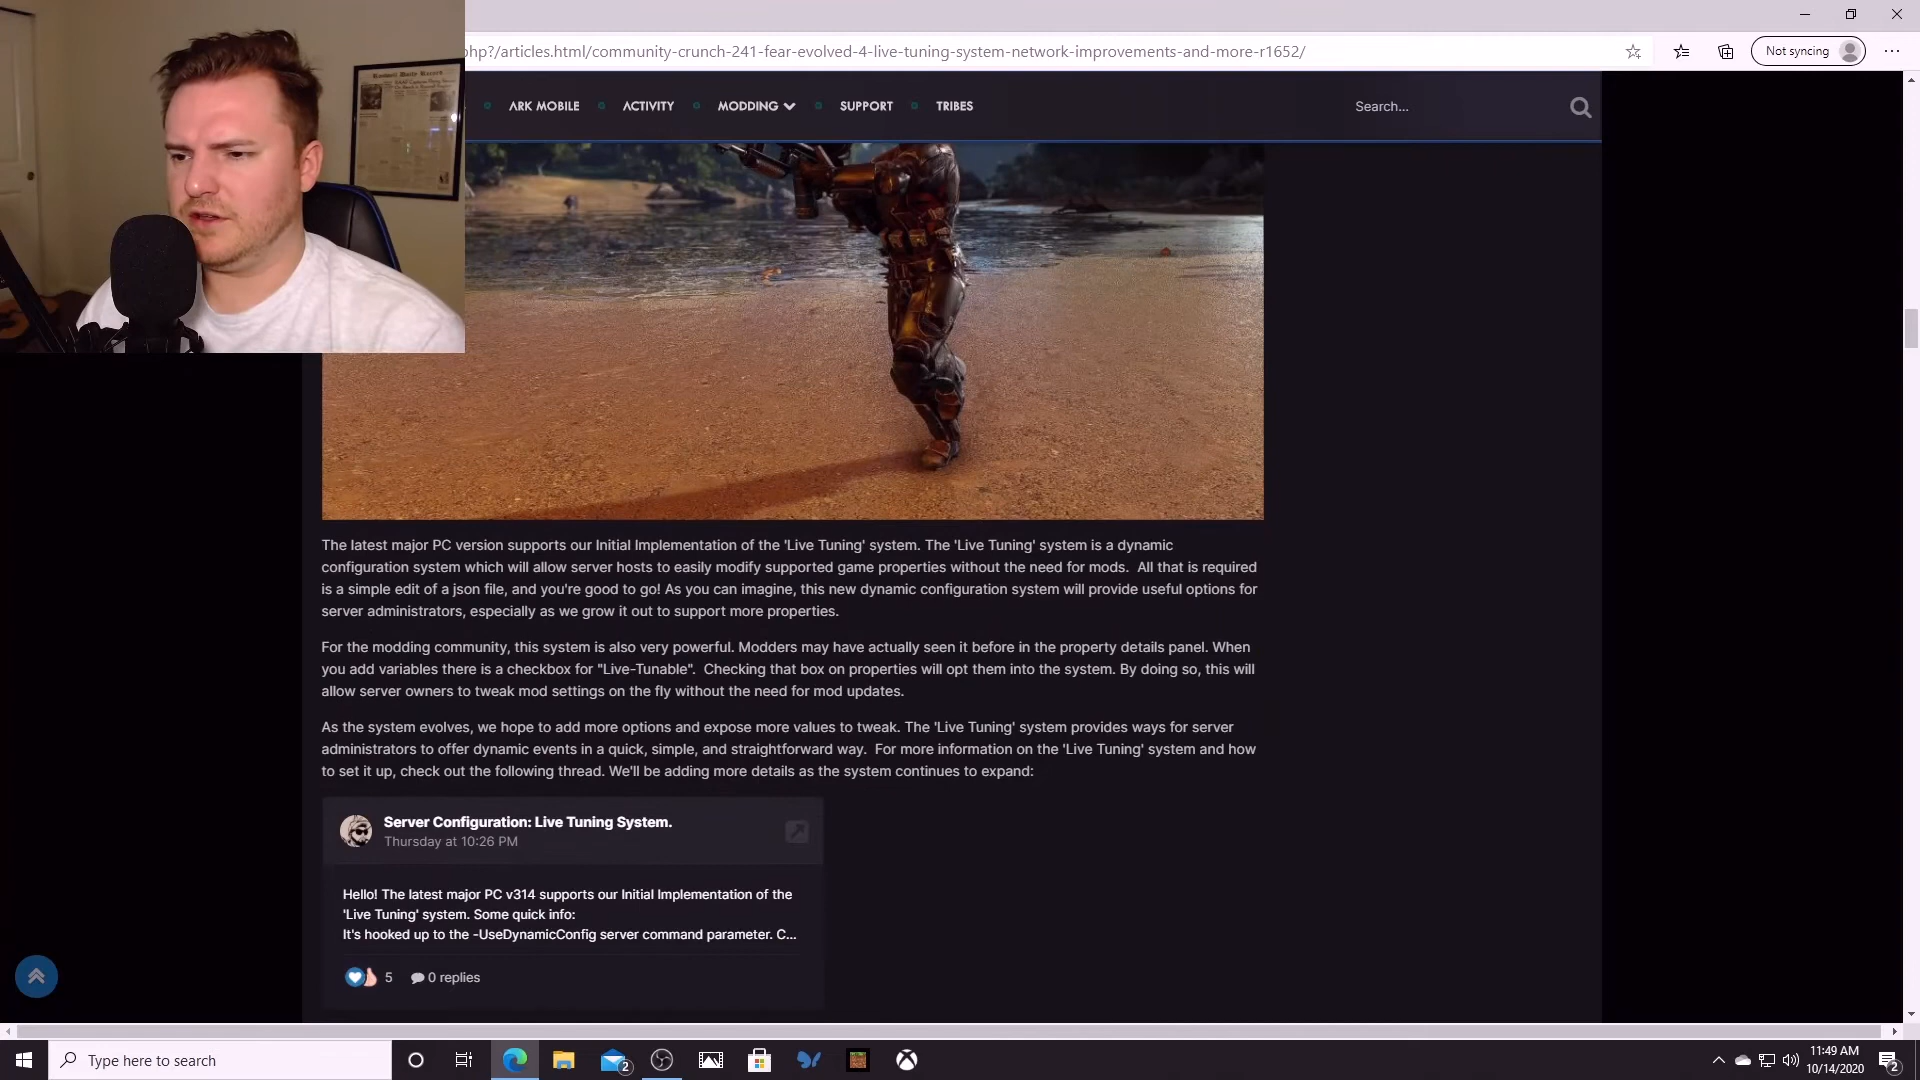 hp?/articles.html/community-crunch-241-fear-evolved-4-live-tuning-system-network-improvements-and-more-r1652/
Not syncing
ARK MOBILE
ACTIVITY
MODDING
SUPPORT
TRIBES
Search...
Roswell Daily Record
The latest major PC version supports our Initial Implementation of the 'Live Tuning' system. The 'Live Tuning' system is a dynamic
configuration system which will allow server hosts to easily modify supported game properties without the need for mods. All that is required
is a simple edit of a json file, and you're good to go! As you can imagine, this new dynamic configuration system will provide useful options for
server administrators, especially as we grow it out to support more properties.
For the modding community, this system is also very powerful. Modders may have actually seen it before in the property details panel. When
you add variables there is a checkbox for "Live-Tunable". Checking that box on properties will opt them into the system. By doing so, this will
allow server owners to tweak mod settings on the fly without the need for mod updates.
As the system evolves, we hope to add more options and expose more values to tweak. The 'Live Tuning' system provides ways for server
administrators to offer dynamic events in a quick, simple, and straightforward way. For more information on the 'Live Tuning' system and how
to set it up, check out the following thread. We'll be adding more details as the system continues to expand:
Server Configuration: Live Tuning System.
Thursday at 10:26 PM
Hello! The latest major PC v314 supports our Initial Implementation of the
'Live Tuning' system. Some quick info:
It's hooked up to the -UseDynamicConfig server command parameter. C...
5
0 replies
Type here to search
2
11:49 AM
10/14/2020
2